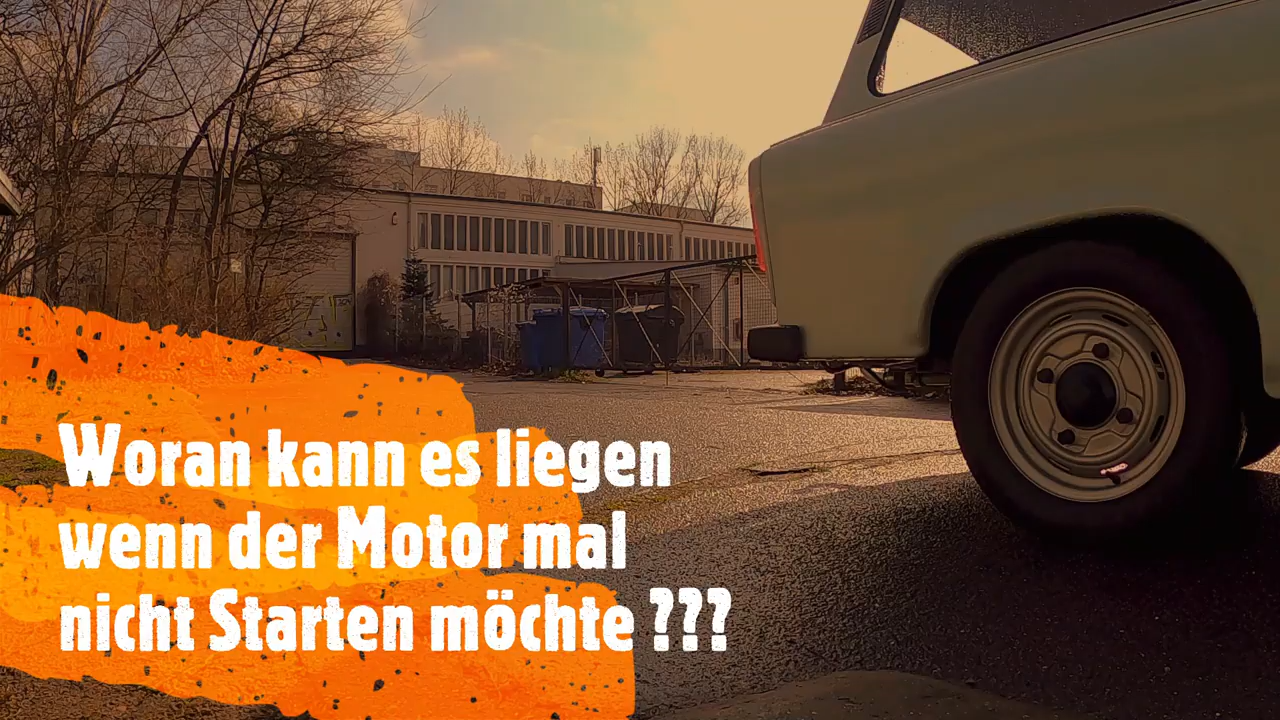 Woran kann es liegen
wenn der Motor mal
nicht Starten möchte ???